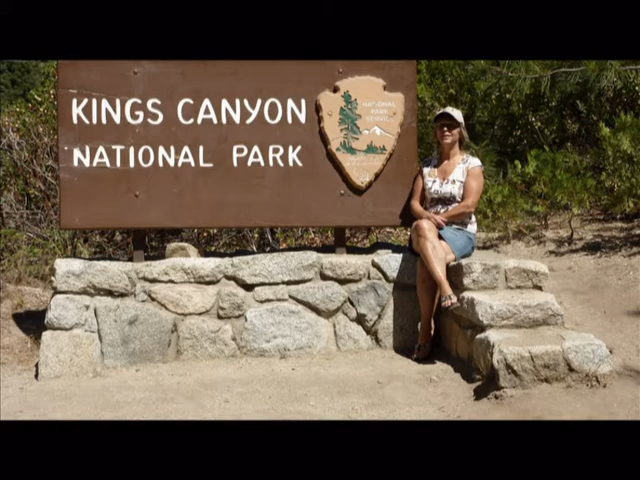 KINGS CANYON
NATIONAL PARK
NATIONAL
PARK
SERVICE